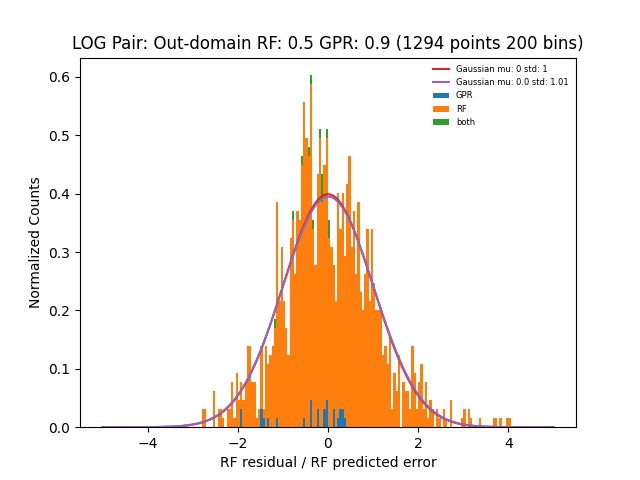 LOG Pair: Out-domain RF: 0.5 GPR: 0.9 (1294 points 200 bins)
Gaussian mu: 0 std: 1
Gaussian mu: 0.0 std: 1.01
GPR
RF
both
Normalized Counts
0.6
0.5
0.4
0.3
0.2
0.1
0.0
−4
−2
0
2
4
RF residual / RF predicted error